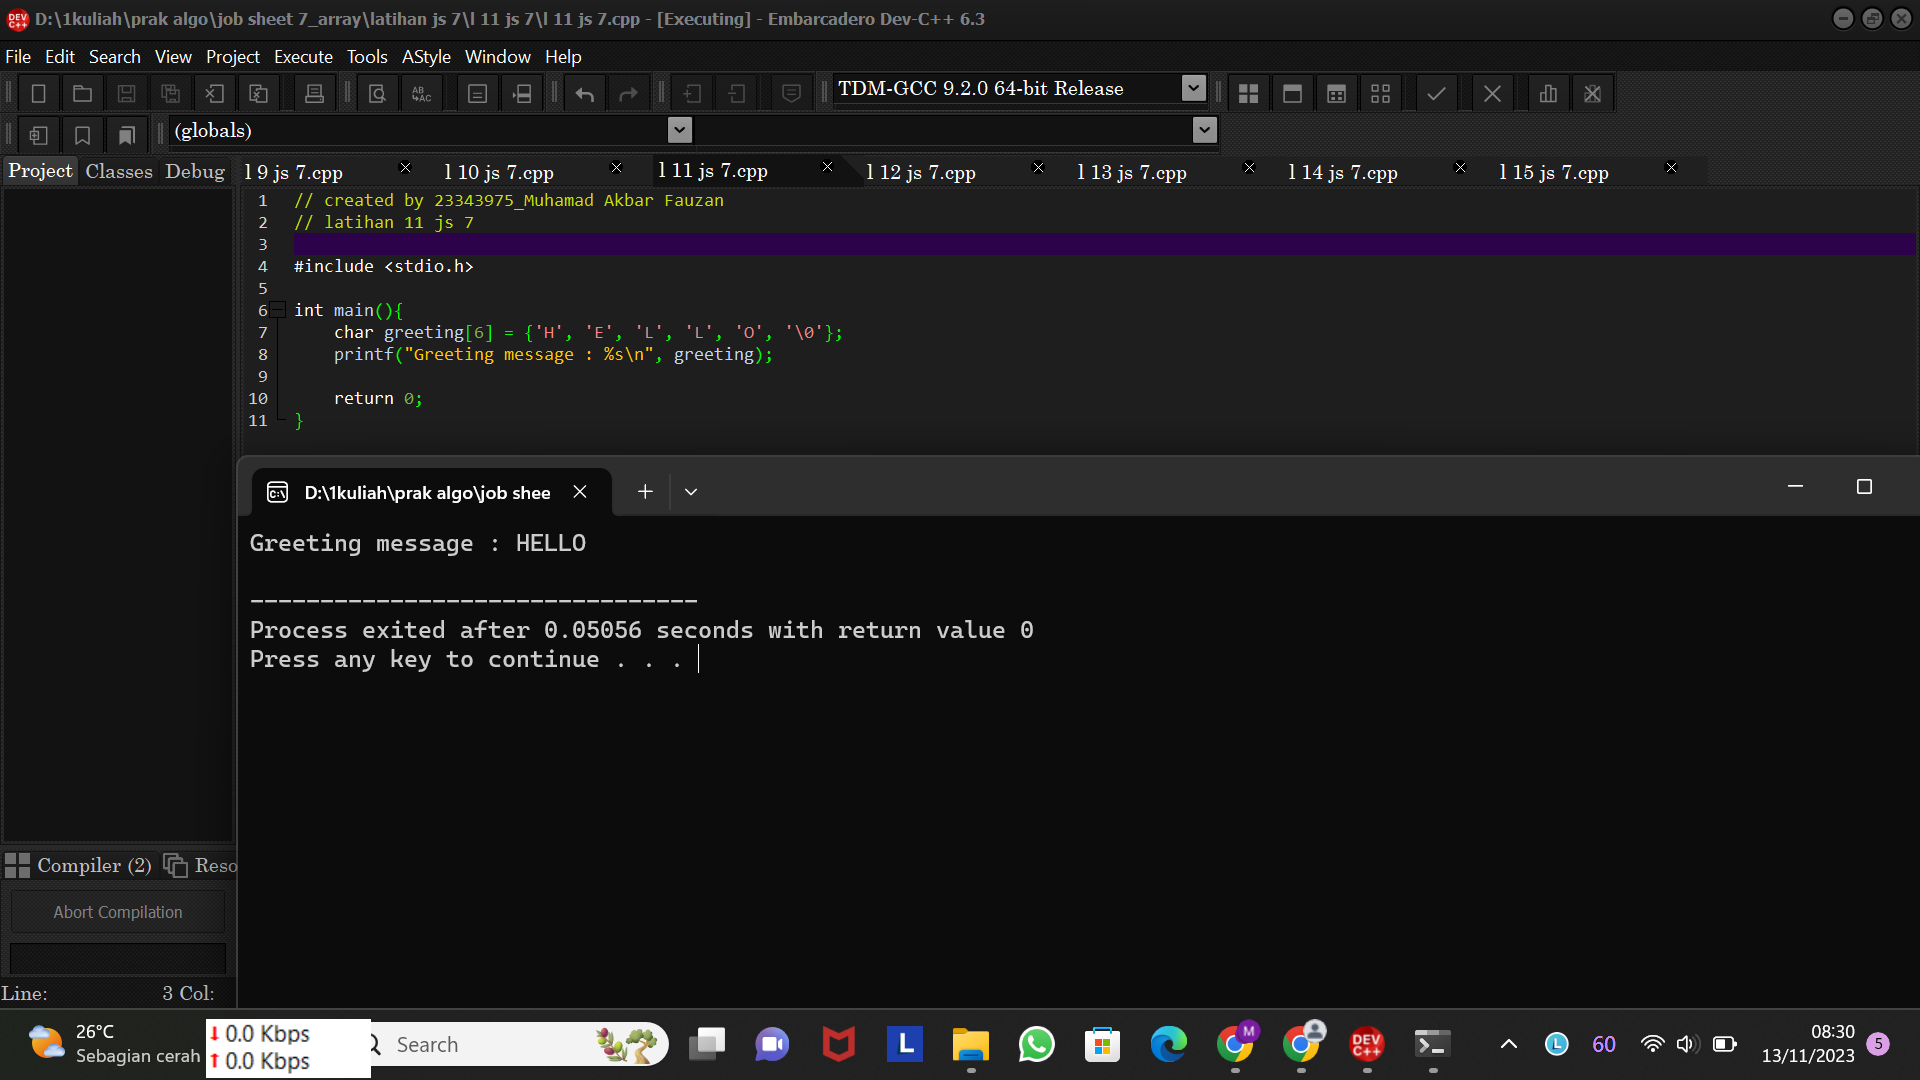 D:\1kuliah\prak algo\job sheet 7_array\latihan js 7\l 11 js 7\l 11 js 7.cpp - [Executing] - Embarcadero Dev-C++ 6.3
File Edit Search View Project Execute Tools AStyle Window Help
TDM-GCC 9.2.0 64-bit Release
(globals)
Project Classes Debug
l 9 js 7.cpp l 10 js 7.cpp l 11 js 7.cpp l 12 js 7.cpp l 13 js 7.cpp l 14 js 7.cpp l 15 js 7.cpp
1 // created by 23343975_Muhamad Akbar Fauzan
2 // latihan 11 js 7
3
4 #include <stdio.h>
5
6 int main(){
7 char greeting[6] = {'H', 'E', 'L', 'L', 'O', '\0'};
8 printf("Greeting message : %s\n", greeting);
9
10 return 0;
11 }
D:\1kuliah\prak algo\job shee
Greeting message : HELLO
--------------------------------
Process exited after 0.05056 seconds with return value 0
Press any key to continue . . .
Compiler (2) Reso
Abort Compilation
Line: 3 Col:
26°C
Sebagian cerah
0.0 Kbps
0.0 Kbps
Search
L
M
DEV
C++
L
60
08:30
13/11/2023
5